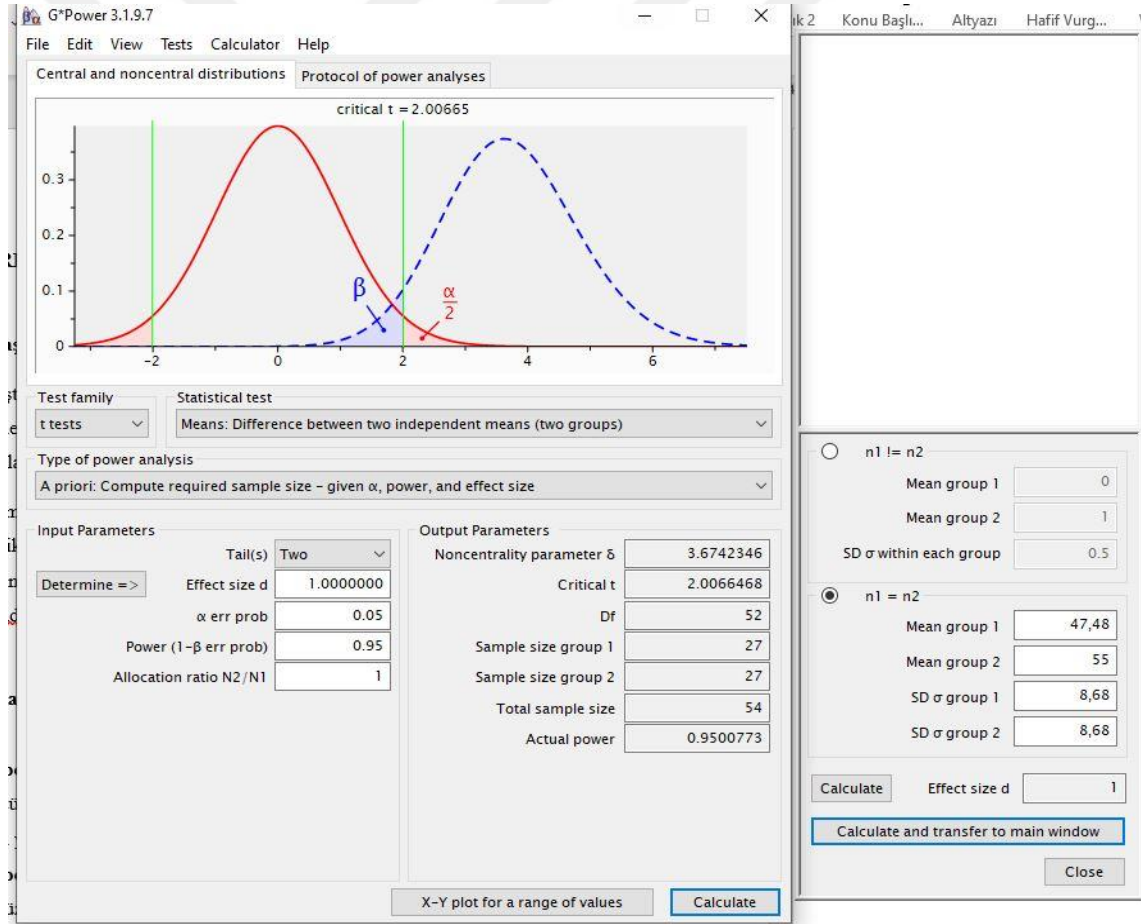 G*Power 3.1.9.7
File Edit View Tests Calculator Help
Central and noncentral distributions Protocol of power analyses
critical t = 2.00665
0.3
0.2
0.1
0
-2 0 2 4 6
β
α
2
Test family Statistical test
t tests Means: Difference between two independent means (two groups)
Type of power analysis
A priori: Compute required sample size – given α, power, and effect size
Input Parameters
Tail(s) Two
Determine => Effect size d 1.0000000
α err prob 0.05
Power (1–β err prob) 0.95
Allocation ratio N2/N1 1
Output Parameters
Noncentrality parameter δ 3.6742346
Critical t 2.0066468
Df 52
Sample size group 1 27
Sample size group 2 27
Total sample size 54
Actual power 0.9500773
X-Y plot for a range of values Calculate
Konu Başlı... Altyazı Hafif Vurg...
n1 != n2
Mean group 1 0
Mean group 2 1
SD σ within each group 0.5
n1 = n2
Mean group 1 47,48
Mean group 2 55
SD σ group 1 8,68
SD σ group 2 8,68
Calculate Effect size d 1
Calculate and transfer to main window
Close